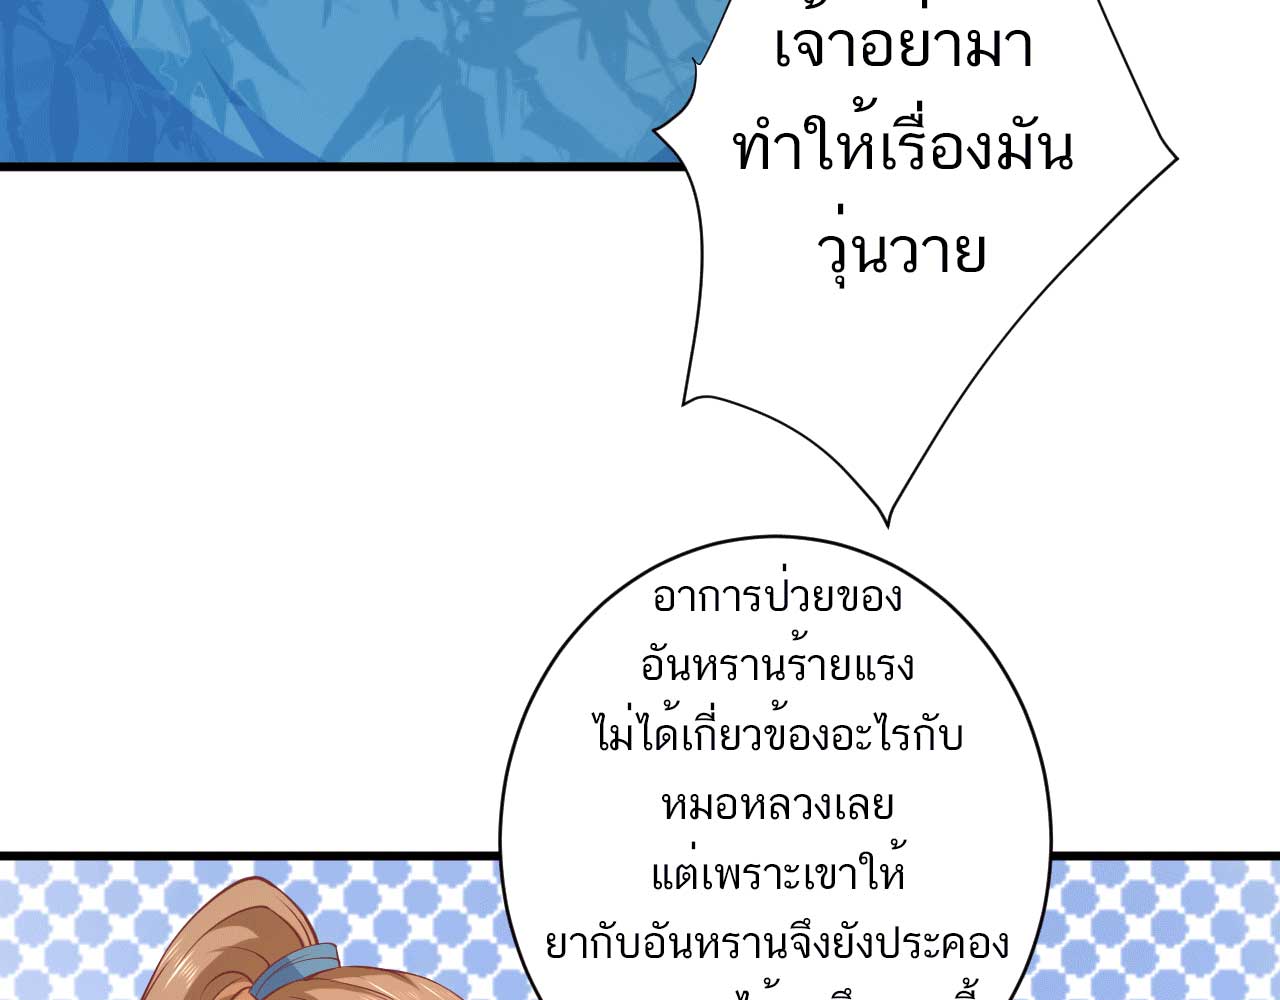 เจ้าอย่ามา
ทำให้เรื่องมัน
วุ่นวาย
อาการป่วยของ
อันหรานร้ายแรง
ไม่ได้เกี่ยวข้องอะไรกับ
หมอหลวงเลย
แต่เพราะเขาให้
ยากับอันหรานจึงยังประคอง